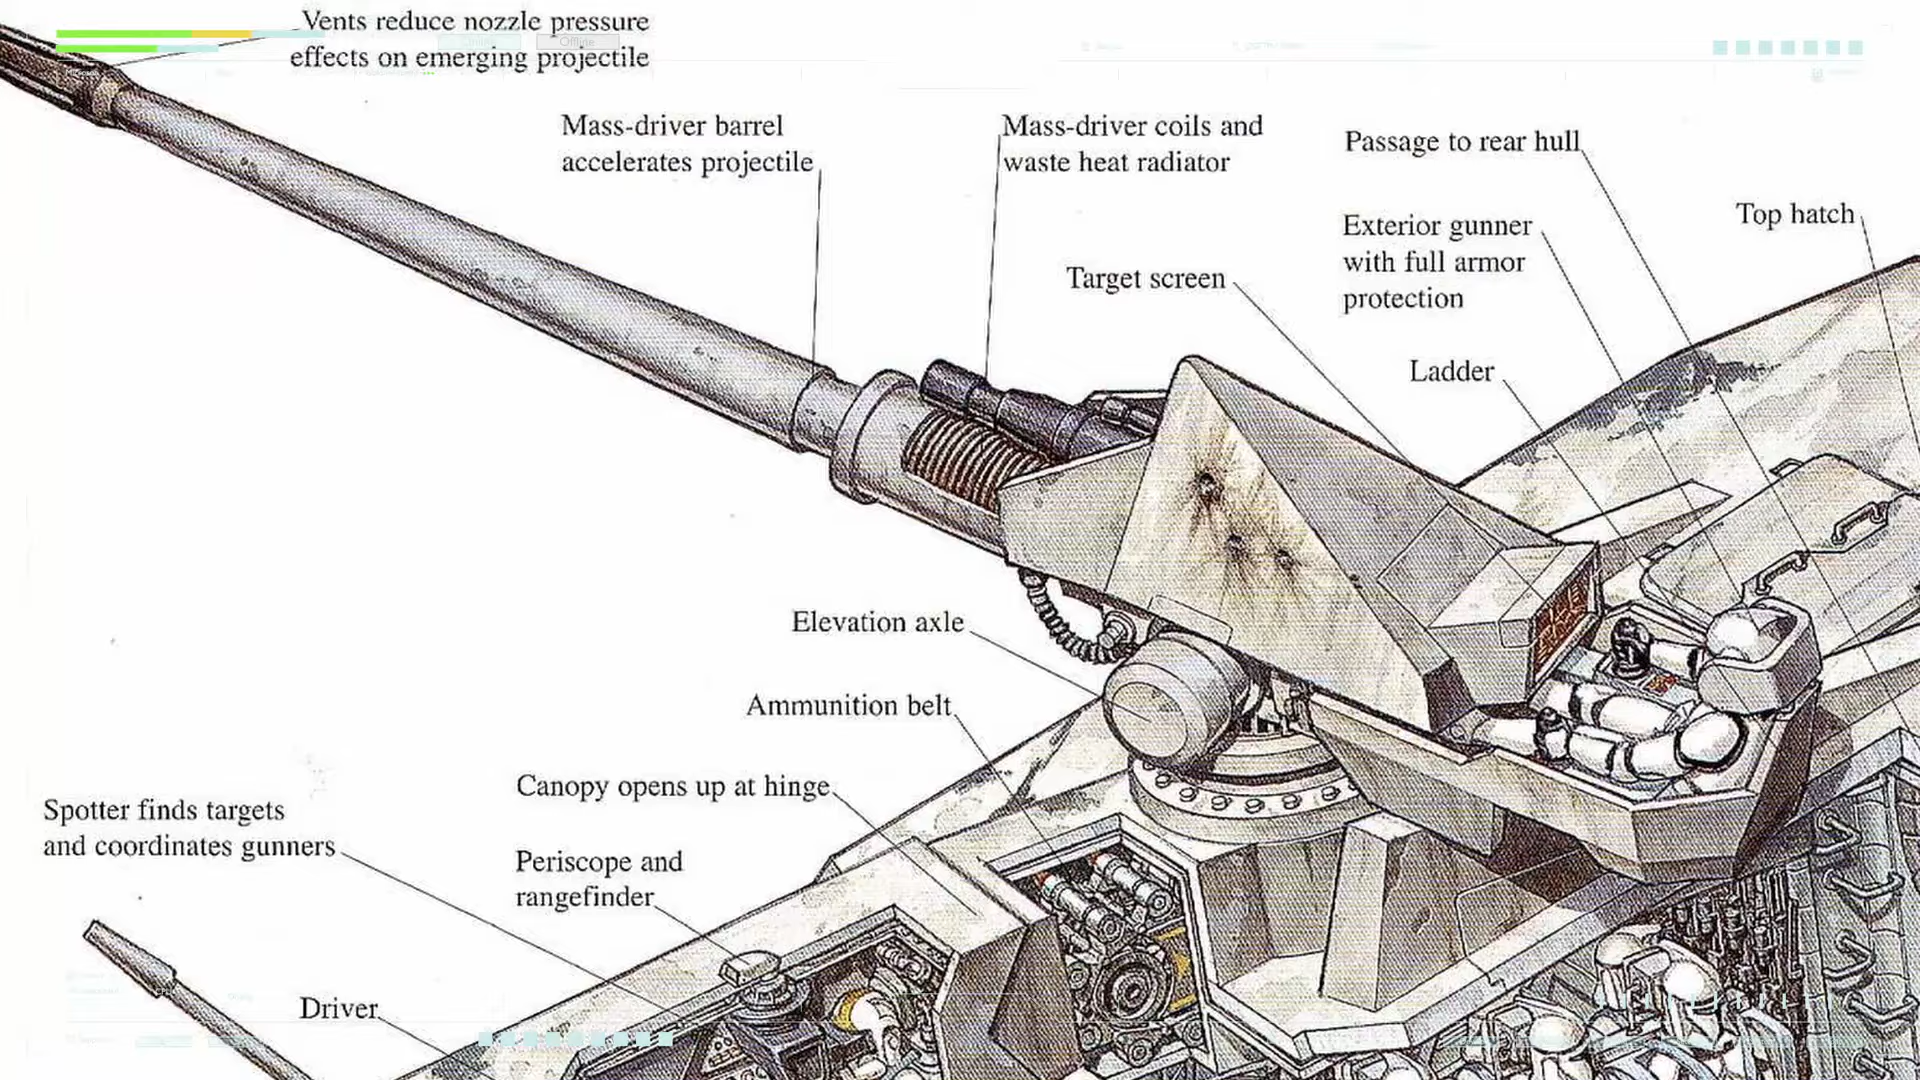 Vents reduce nozzle pressure
effects on emerging projectile
Offline
Mass-driver barrel
accelerates projectile
Mass-driver coils and
waste heat radiator
Passage to rear hull
Top hatch
Exterior gunner
with full armor
protection
Target screen
Ladder
Elevation axle
Ammunition belt
Canopy opens up at hinge
Spotter finds targets
and coordinates gunners
Periscope and
rangefinder
Driver